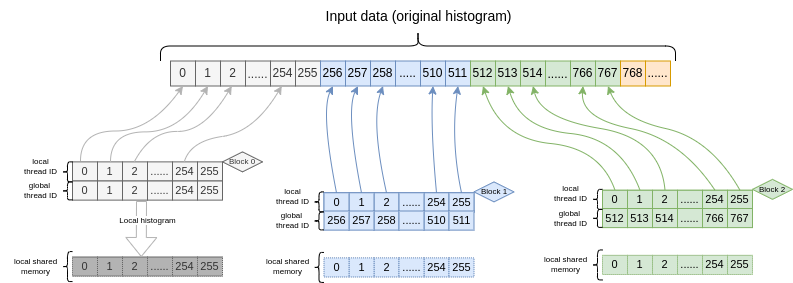 Input data (original histogram)
0 1 2 ...... 254 255 256 257 258 ..... 510 511 512 513 514 ...... 766 767 768 ......
local
thread ID
0 1 2 ...... 254 255
Block 0
global
thread ID
0 1 2 ...... 254 255
Local histogram
local shared
memory
0 1 2 ...... 254 255
local
thread ID
0 1 2 ...... 254 255
Block 1
global
thread ID
256 257 258 ...... 510 511
local shared
memory
0 1 2 ...... 254 255
local
thread ID
0 1 2 ...... 254 255
Block 2
global
thread ID
512 513 514 ...... 766 767
local shared
memory
0 1 2 ...... 254 255